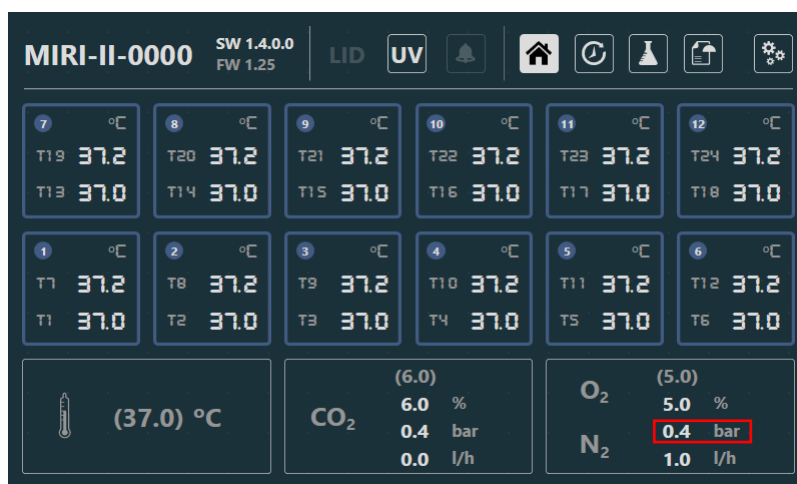 MIRI-II-0000 SW 1.4.0.0 LID UV
FW 1.25
7 °C 8 °C 9 °C 10 °C 11 °C 12 °C
T19 37.2 T20 37.2 T21 37.2 T22 37.2 T23 37.2 T24 37.2
T13 37.0 T14 37.0 T15 37.0 T16 37.0 T17 37.0 T18 37.0
1 °C 2 °C 3 °C 4 °C 5 °C 6 °C
T7 37.2 T8 37.2 T9 37.2 T10 37.2 T11 37.2 T12 37.2
T1 37.0 T2 37.0 T3 37.0 T4 37.0 T5 37.0 T6 37.0
(37.0) °C
CO₂
(6.0)
6.0 %
0.4 bar
0.0 l/h
O₂
N₂
(5.0)
5.0 %
0.4 bar
1.0 l/h